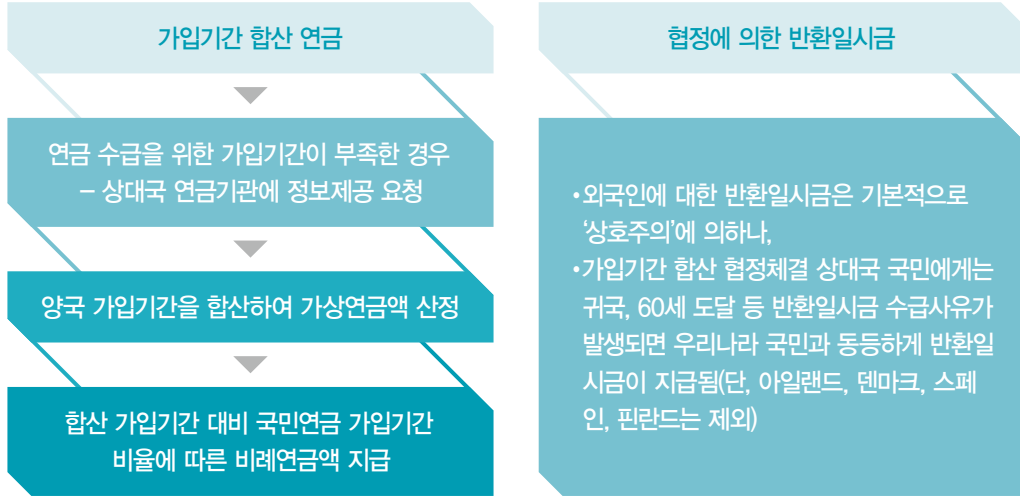 가입기간 합산 연금
연금 수급을 위한 가입기간이 부족한 경우
– 상대국 연금기관에 정보제공 요청
양국 가입기간을 합산하여 가상연금액 산정
합산 가입기간 대비 국민연금 가입기간
비율에 따른 비례연금액 지급
협정에 의한 반환일시금
•외국인에 대한 반환일시금은 기본적으로
‘상호주의’에 의하나,
•가입기간 합산 협정체결 상대국 국민에게는
귀국, 60세 도달 등 반환일시금 수급사유가
발생되면 우리나라 국민과 동등하게 반환일
시금이 지급됨(단, 아일랜드, 덴마크, 스페
인, 핀란드는 제외)